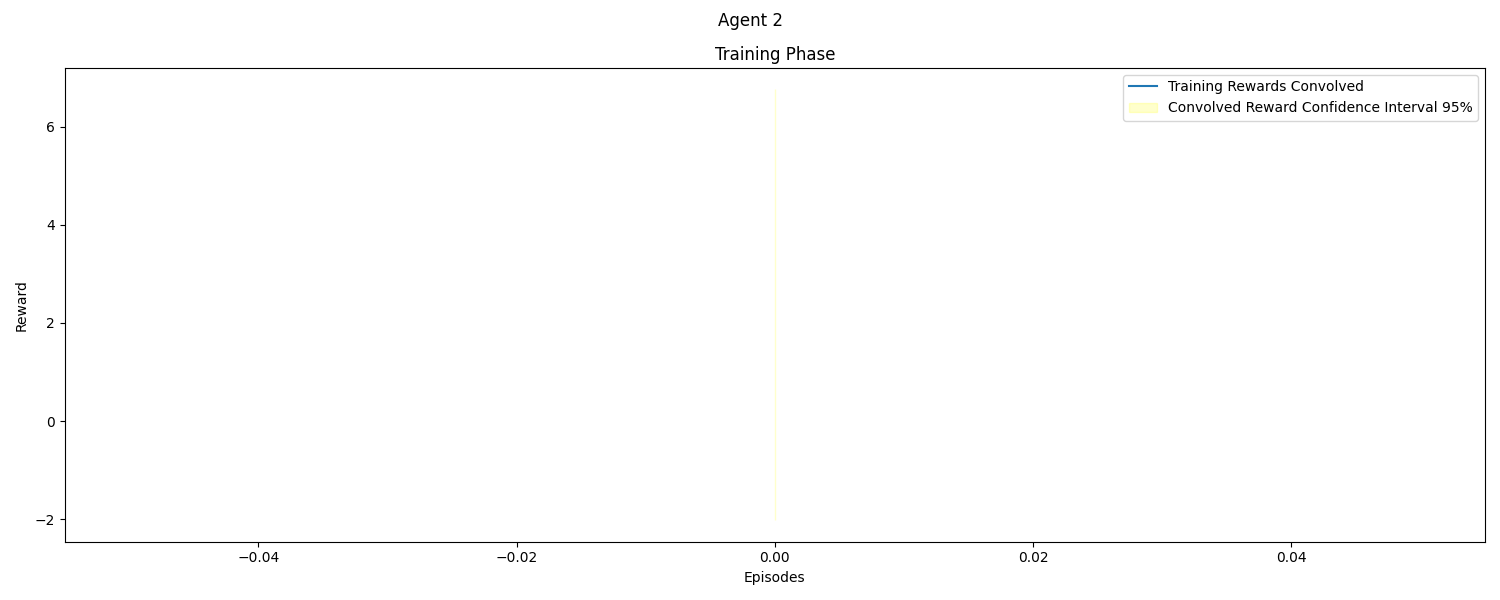 Agent 2
Training Phase
Training Rewards Convolved
Convolved Reward Confidence Interval 95%
6
4
2
0
−2
Reward
−0.04
−0.02
0.00
0.02
0.04
Episodes